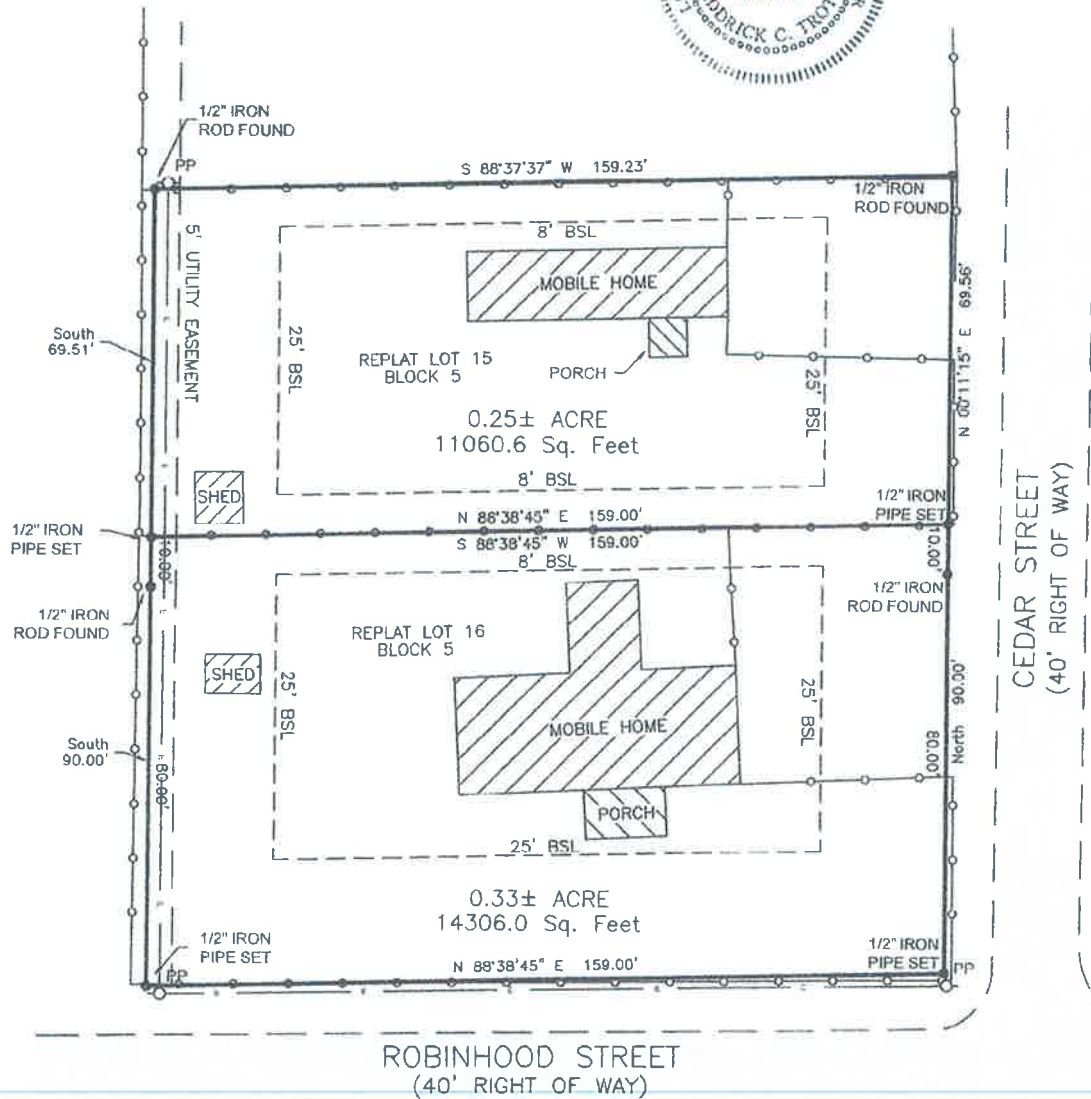 DDRICK C. TROT
1/2" IRON
ROD FOUND
PP
S 88°37'37" W 159.23'
1/2" IRON
ROD FOUND
8' BSL
5' UTILITY EASEMENT
MOBILE HOME
N 00°11'15" E 69.56'
South
69.51'
25' BSL
REPLAT LOT 15
BLOCK 5
PORCH
25' BSL
0.25± ACRE
11060.6 Sq. Feet
8' BSL
SHED
1/2" IRON
PIPE SET
N 86°38'45" E 159.00'
1/2" IRON
PIPE SET
S 88°38'45" W 159.00'
10.00'
10.00'
8' BSL
1/2" IRON
ROD FOUND
1/2" IRON
ROD FOUND
REPLAT LOT 16
BLOCK 5
SHED
25' BSL
25' BSL
CEDAR STREET
(40' RIGHT OF WAY)
MOBILE HOME
North 90.00'
80.00'
South
90.00'
80.00'
PORCH
25' BSL
0.33± ACRE
14306.0 Sq. Feet
1/2" IRON
PIPE SET
PP
N 88°38'45" E 159.00'
1/2" IRON
PIPE SET
PP
ROBINHOOD STREET
(40' RIGHT OF WAY)